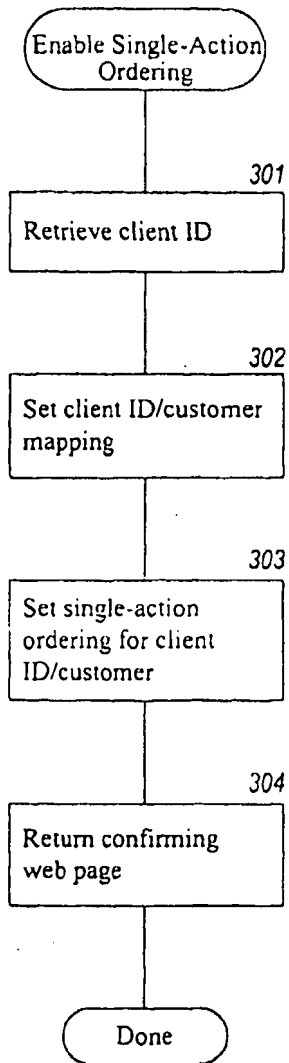 Enable Single-Action
Ordering
301
Retrieve client ID
302
Set client ID/customer
mapping
303
Set single-action
ordering for client
ID/customer
304
Return confirming
web page
Done